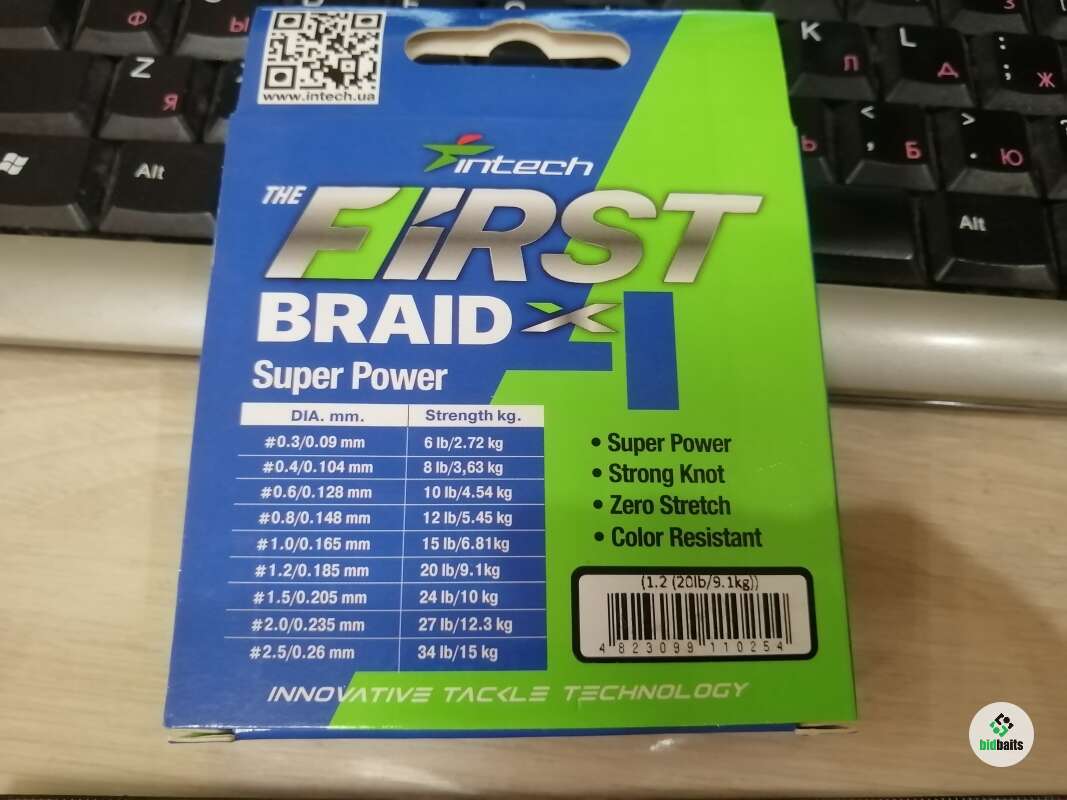 Ф
Ы
З
www.intech.ua
K
Л
L
Д
:
;
Ж
Z
Я
Ь
<
,
Б
>
.
Ю
Alt
Alt
intech
THE
FIRST
BRAID X4
Super Power
DIA. mm. Strength kg.
#0.3/0.09 mm 6 lb/2.72 kg
#0.4/0.104 mm 8 lb/3,63 kg
#0.6/0.128 mm 10 lb/4.54 kg
#0.8/0.148 mm 12 lb/5.45 kg
#1.0/0.165 mm 15 lb/6.81kg
#1.2/0.185 mm 20 lb/9.1kg
#1.5/0.205 mm 24 lb/10 kg
#2.0/0.235 mm 27 lb/12.3 kg
#2.5/0.26 mm 34 lb/15 kg
• Super Power
• Strong Knot
• Zero Stretch
• Color Resistant
(1.2 (20lb/9.1kg))
4 823099 110254
INNOVATIVE TACKLE TECHNOLOGY
bidbaits